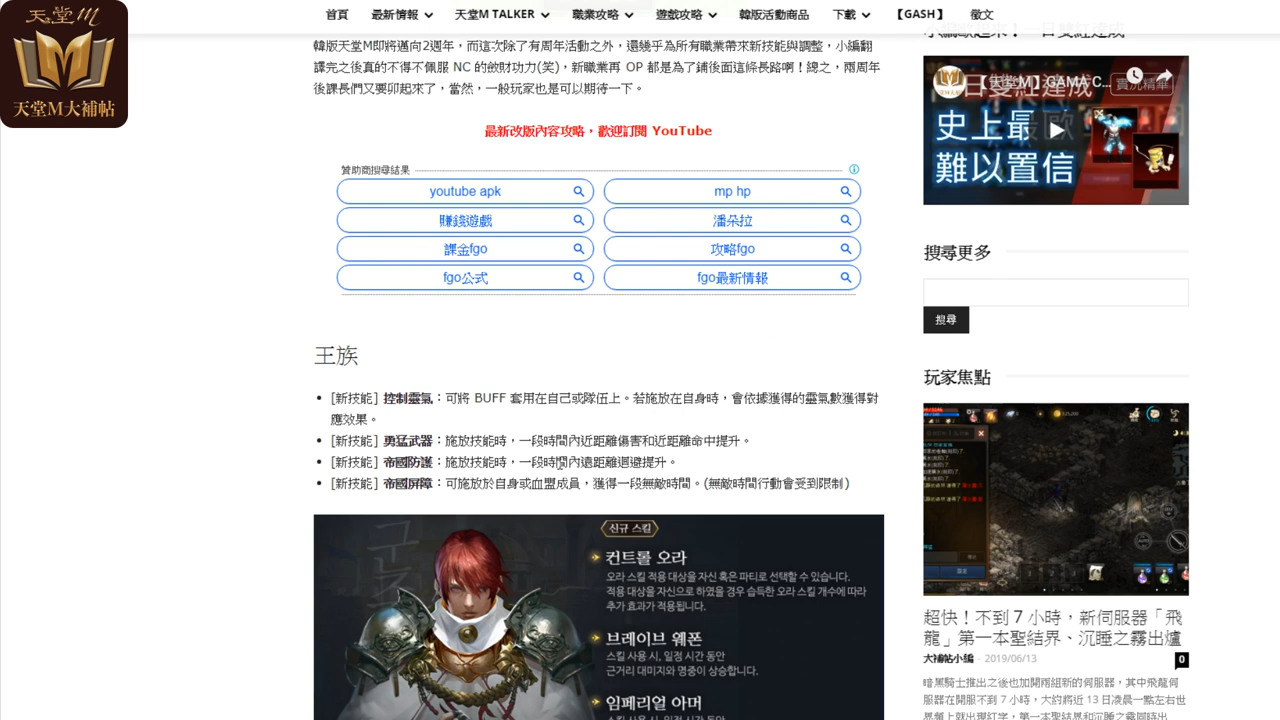 天堂M
天堂M大補帖
首頁 最新情報 天堂M TALKER 職業攻略 遊戲攻略 韓版活動商品 下載 【GASH】 徵文
韓版天堂M即將邁向2週年,而這次除了有周年活動之外,還幾乎為所有職業帶來新技能與調整,小編翻
譯完之後真的不得不佩服 NC 的斂財功力(笑),新職業再 OP 都是為了鋪後面這條長路啊!總之,兩周年
後課長們又要卯起來了,當然,一般玩家也是可以期待一下。
最新改版內容攻略,歡迎訂閱 YouTube
贊助商搜尋結果
youtube apk
mp hp
賺錢遊戲
潘朵拉
課金fgo
攻略fgo
fgo公式
fgo最新情報
王族
[新技能] 控制靈氣:可將 BUFF 套用在自己或隊伍上。若施放在自身時,會依據獲得的靈氣數獲得對
應效果。
[新技能] 勇猛武器:施放技能時,一段時間內近距離傷害和近距離命中提升。
[新技能] 帝國防護:施放技能時,一段時間內遠距離迴避提升。
[新技能] 帝國屏障:可施放於自身或血盟成員,獲得一段無敵時間。(無敵時間行動會受到限制)
군
신규 스킬
컨트롤 오라
오라 스킬 적용 대상을 자신 혹은 파티로 선택할 수 있습니다.
적용 대상을 자신으로 하였을 경우 습득한 오라 스킬 개수에 따라
추가 효과가 적용됩니다.
브레이브 웨폰
스킬 사용 시, 일정 시간 동안
근거리 대미지와 명중이 상승합니다.
임페리얼 아머
【天堂M】GAMA C...
日雙紅達成
實況精華
史上最歐
難以置信
搜尋更多
搜尋
玩家焦點
超快!不到 7 小時,新伺服器「飛
龍」第一本聖結界、沉睡之霧出爐
大補帖小編 - 2019/06/13
0
暗黑騎士推出之後也加開兩組新的伺服器,其中飛龍伺
服器在開服不到 7 小時,大約將近 13 日凌晨一點左右世